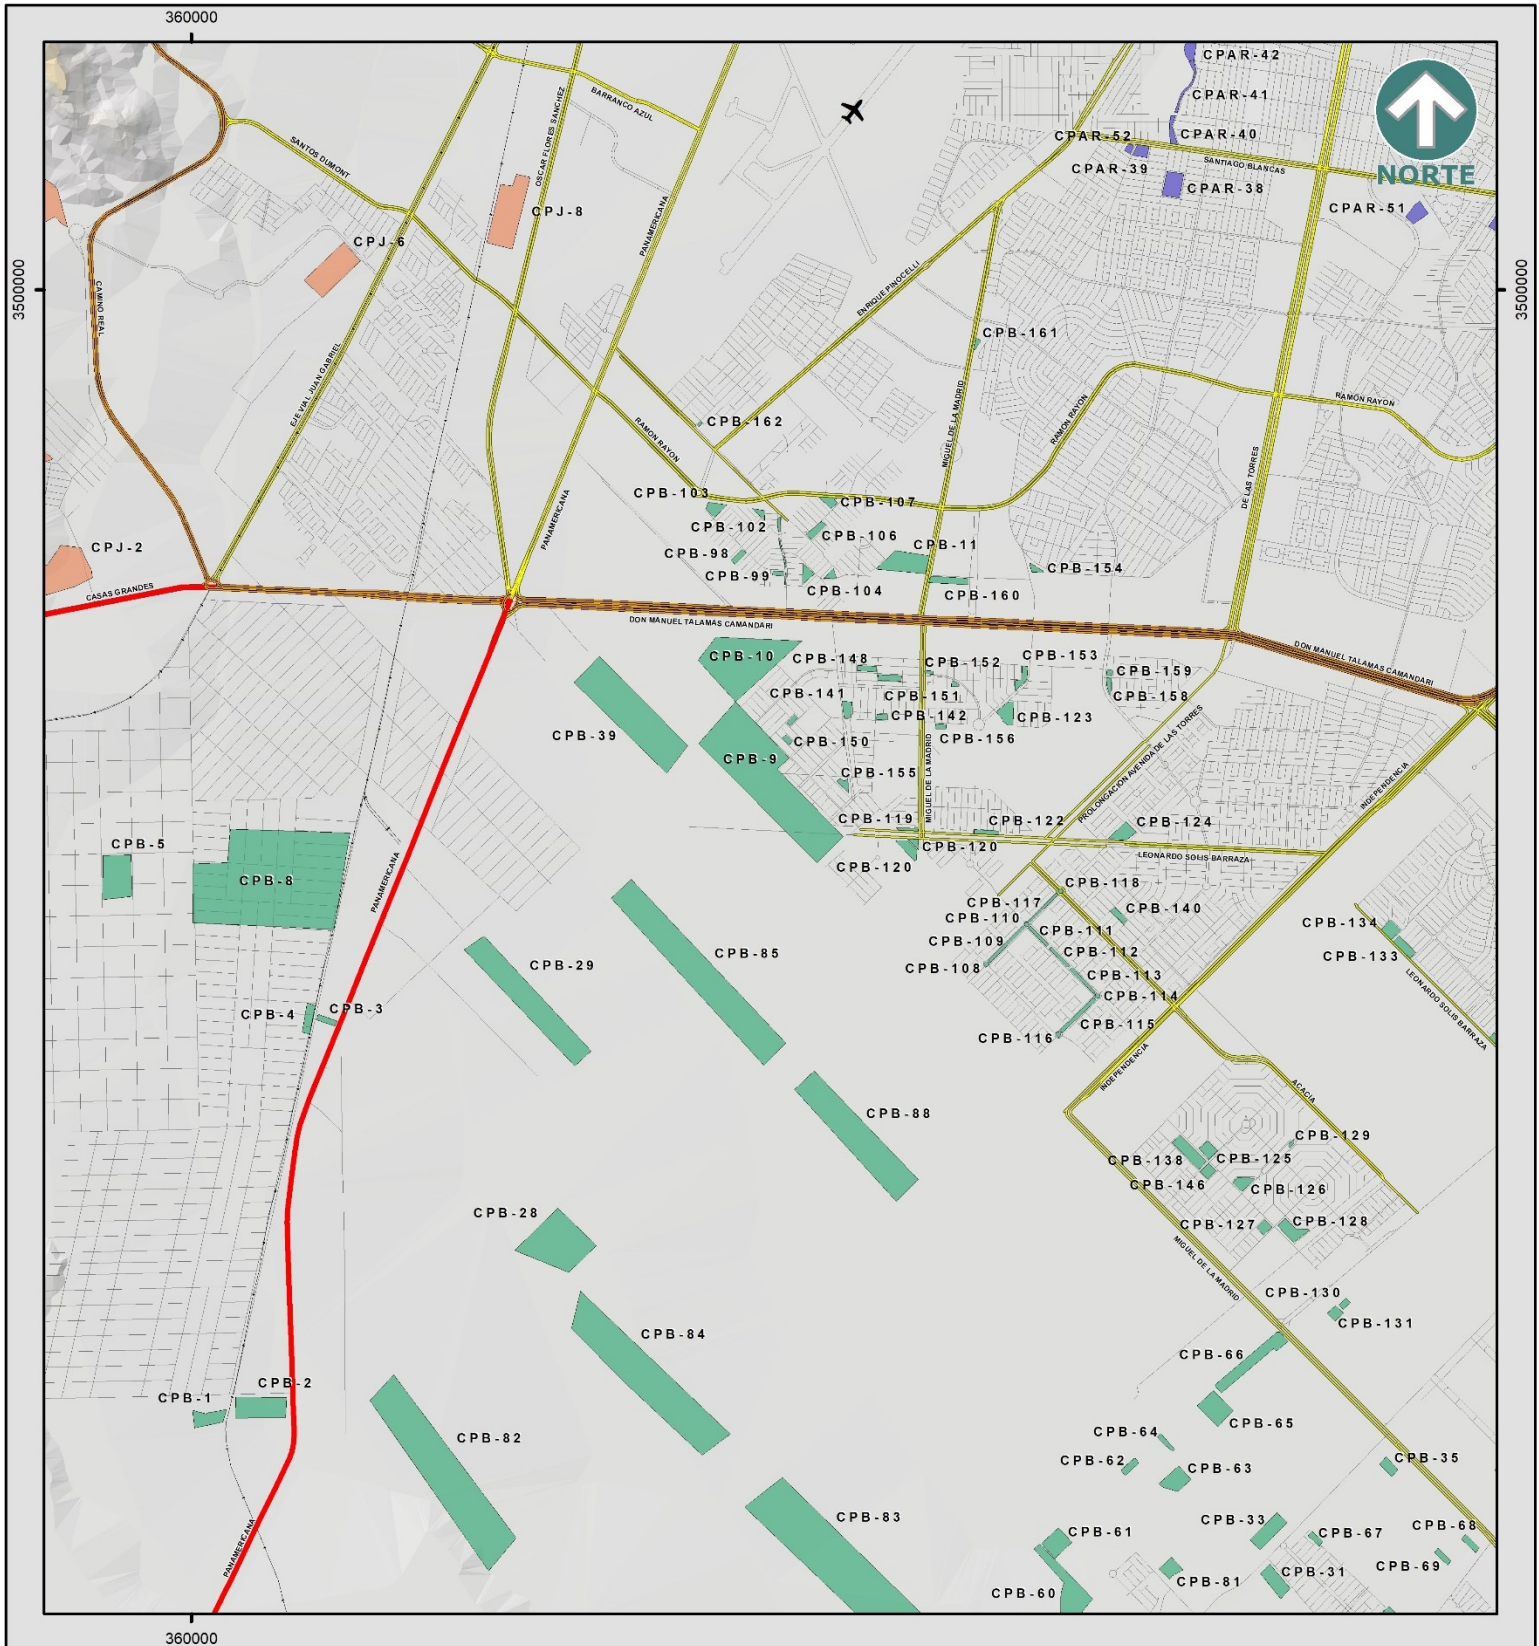 360000
CPAR-42
CPAR-41
CPAR-52
CPAR-40
CPAR-39
SANTIAGO BLANCAS
CPAR-38
CPAR-51
NORTE
BARRANCO AZUL
OSCAR FLORES SANCHEZ
SANTOS DUMONT
CPJ-8
PANAMERICANA
CPJ-6
3500000
3500000
CAMINO REAL
ENRIQUE PINOCELLI
EJE VIAL JUAN GABRIEL
CPB-161
MIGUEL DE LA MADRID
RAMON RAYON
RAMON RAYON
CPB-162
RAMON RAYON
DE LAS TORRES
CPB-103
CPB-107
CPB-102
CPB-106
PANAMERICANA
CPJ-2
CPB-98
CPB-11
CPB-99
CPB-154
CPB-104
CPB-160
CASAS GRANDES
DON MANUEL TALAMAS CAMANDARI
DON MANUEL TALAMAS CAMANDARI
CPB-10
CPB-148
CPB-152
CPB-153
CPB-159
CPB-141
CPB-151
CPB-158
CPB-142
CPB-123
CPB-39
CPB-150
CPB-156
CPB-9
CPB-155
MIGUEL DE LA MADRID
PROLONGACION AVENIDA DE LAS TORRES
INDEPENDENCIA
CPB-119
CPB-122
CPB-124
CPB-120
CPB-120
LEONARDO SOLIS BARRAZA
CPB-5
CPB-8
PANAMERICANA
CPB-118
CPB-117
CPB-110
CPB-140
CPB-109
CPB-111
CPB-134
CPB-112
CPB-133
CPB-108
CPB-113
CPB-114
LEONARDO SOLIS BARRAZA
CPB-85
CPB-29
CPB-4
CPB-3
CPB-115
CPB-116
INDEPENDENCIA
ACACIA
CPB-88
CPB-129
CPB-138
CPB-125
CPB-146
CPB-126
CPB-28
CPB-127
CPB-128
MIGUEL DE LA MADRID
CPB-130
CPB-131
CPB-84
CPB-66
CPB-2
CPB-1
CPB-65
CPB-82
CPB-64
CPB-62
CPB-63
CPB-35
CPB-83
CPB-61
CPB-33
CPB-67
CPB-68
CPB-69
CPB-81
CPB-31
CPB-60
PANAMERICANA
360000